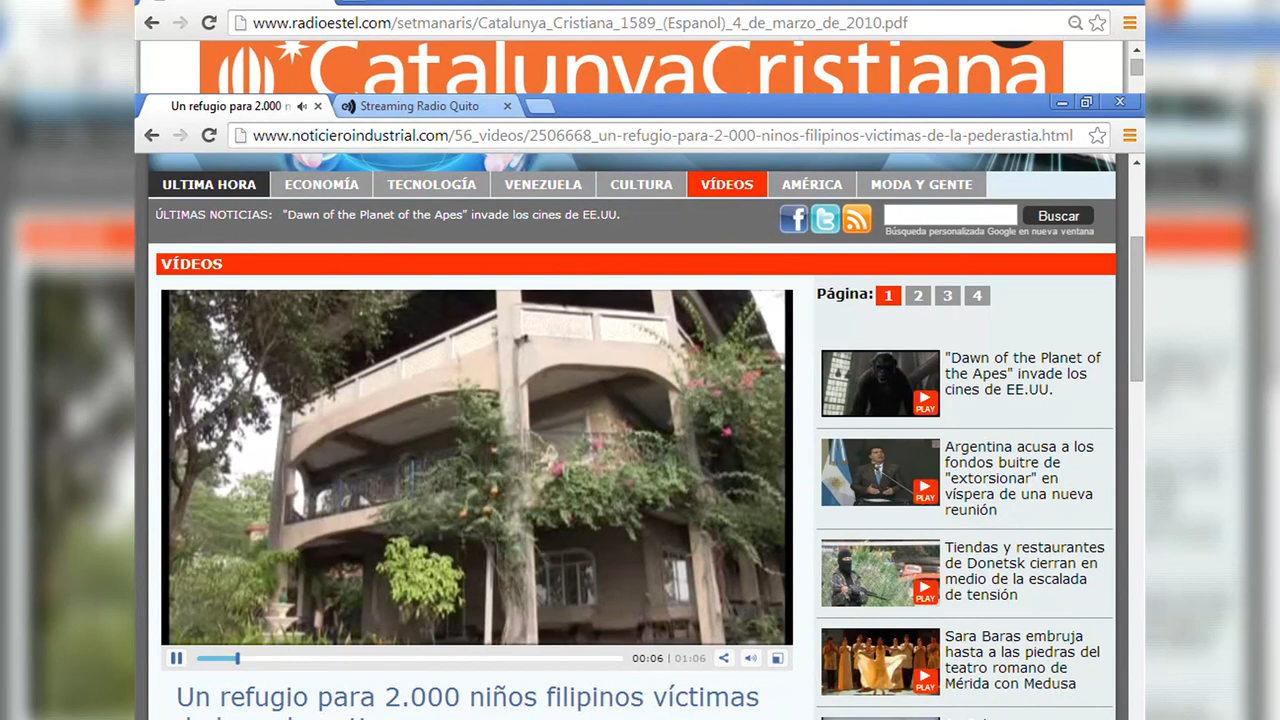 www.radioestel.com/setmanaris/Catalunya_Cristiana_1589_(Espanol)_4_de_marzo_de_2010.pdf
CatalunyaCristiana
Un refugio para 2.000 n
Streaming Radio Quito
www.noticieroindustrial.com/56_videos/2506668_un-refugio-para-2-000-ninos-filipinos-victimas-de-la-pederastia.html
ULTIMA HORA ECONOMÍA TECNOLOGÍA VENEZUELA CULTURA VÍDEOS AMÉRICA MODA Y GENTE
ÚLTIMAS NOTICIAS: "Dawn of the Planet of the Apes" invade los cines de EE.UU.
Buscar
Búsqueda personalizada Google en nueva ventana
VÍDEOS
Página: 1 2 3 4
"Dawn of the Planet of
the Apes" invade los
cines de EE.UU.
PLAY
Argentina acusa a los
fondos buitre de
"extorsionar" en
víspera de una nueva
reunión
PLAY
Tiendas y restaurantes
de Donetsk cierran en
medio de la escalada
de tensión
PLAY
Sara Baras embruja
hasta a las piedras del
teatro romano de
Mérida con Medusa
PLAY
00:06 | 01:06
Un refugio para 2.000 niños filipinos víctimas